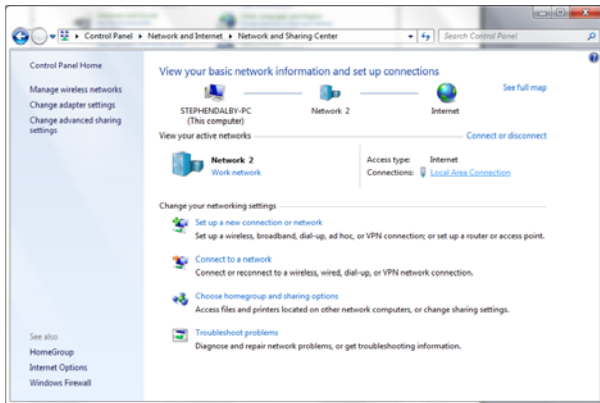 Control Panel ▸ Network and Internet ▸ Network and Sharing Center
Search Control Panel
Control Panel Home
Manage wireless networks
Change adapter settings
Change advanced sharing
settings
See also
HomeGroup
Internet Options
Windows Firewall
View your basic network information and set up connections
See full map
STEPHENDALBY-PC
(This computer)
Network 2
Internet
View your active networks
Connect or disconnect
Network 2
Work network
Access type: Internet
Connections: Local Area Connection
Change your networking settings
Set up a new connection or network
Set up a wireless, broadband, dial-up, ad hoc, or VPN connection; or set up a router or access point.
Connect to a network
Connect or reconnect to a wireless, wired, dial-up, or VPN network connection.
Choose homegroup and sharing options
Access files and printers located on other network computers, or change sharing settings.
Troubleshoot problems
Diagnose and repair network problems, or get troubleshooting information.